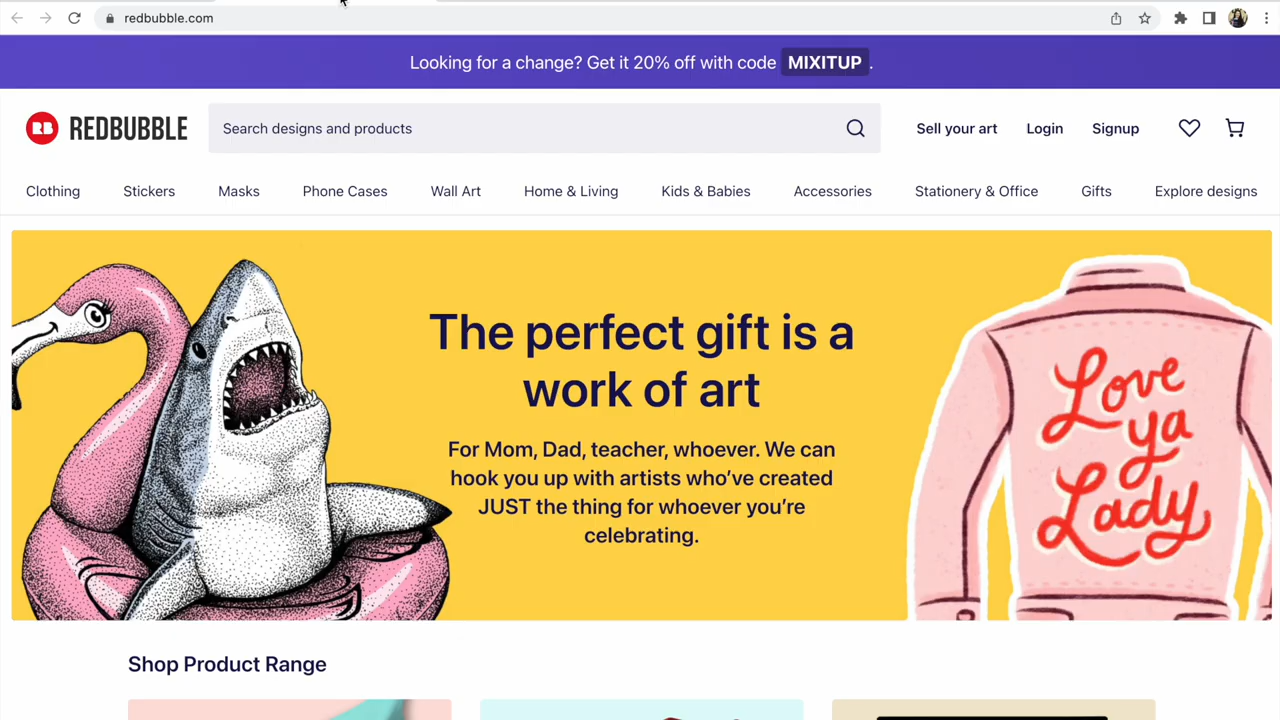 redbubble.com
Looking for a change? Get it 20% off with code MIXITUP.
RB REDBUBBLE
Search designs and products
Sell your art
Login
Signup
Clothing
Stickers
Masks
Phone Cases
Wall Art
Home & Living
Kids & Babies
Accessories
Stationery & Office
Gifts
Explore designs
The perfect gift is a
work of art
For Mom, Dad, teacher, whoever. We can
hook you up with artists who’ve created
JUST the thing for whoever you’re
celebrating.
Love
ya
Lady
Shop Product Range